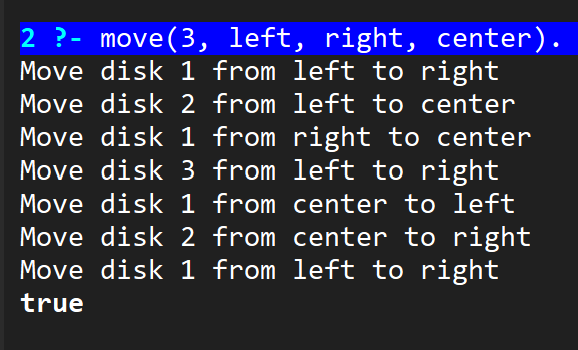 2 ?- move(3, left, right, center).
Move disk 1 from left to right
Move disk 2 from left to center
Move disk 1 from right to center
Move disk 3 from left to right
Move disk 1 from center to left
Move disk 2 from center to right
Move disk 1 from left to right
true